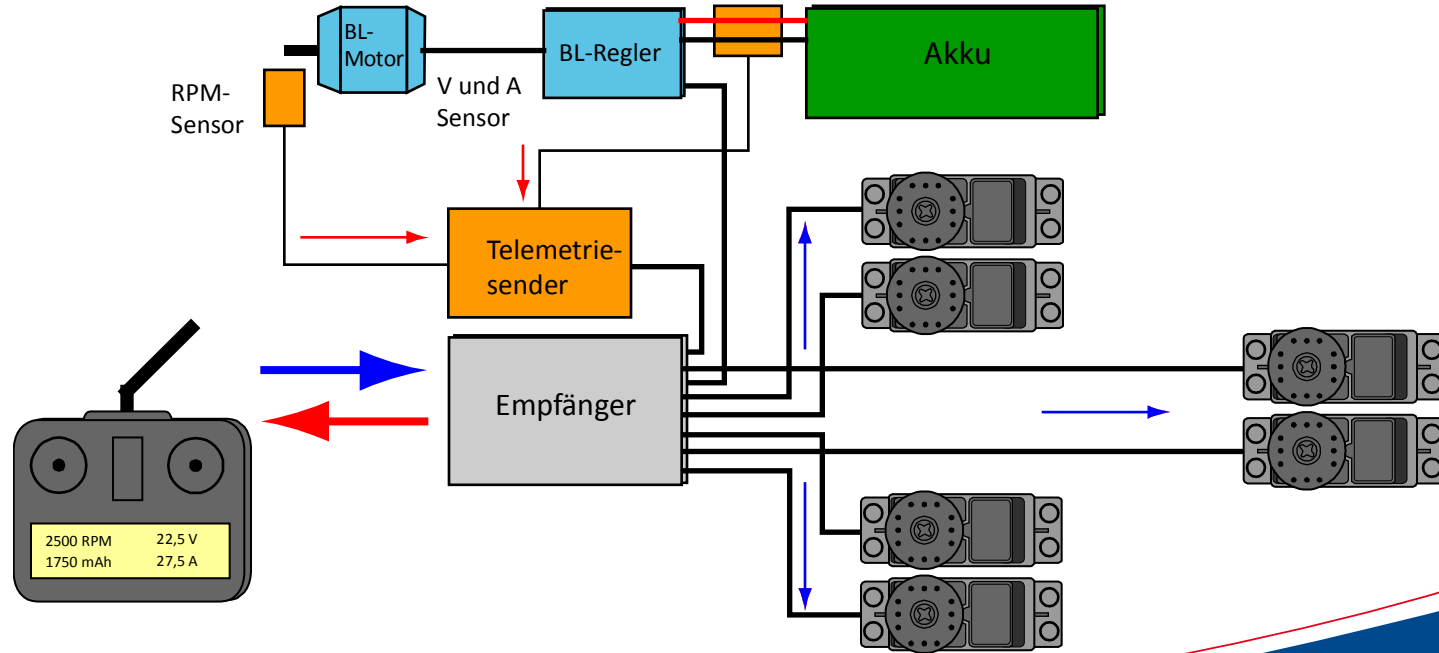 BL-
Motor
BL-Regler
Akku
RPM-
Sensor
V und A
Sensor
Telemetrie-
sender
Empfänger
2500 RPM 22,5 V
1750 mAh 27,5 A